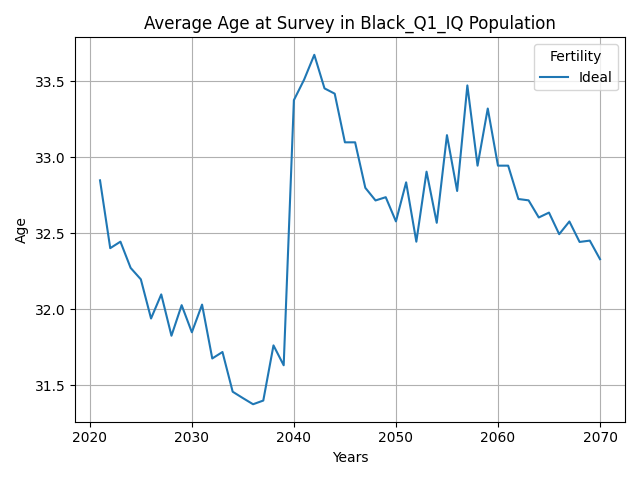 Average Age at Survey in Black_Q1_IQ Population
Fertility
Ideal
Age
33.5
33.0
32.5
32.0
31.5
2020 2030 2040 2050 2060 2070
Years